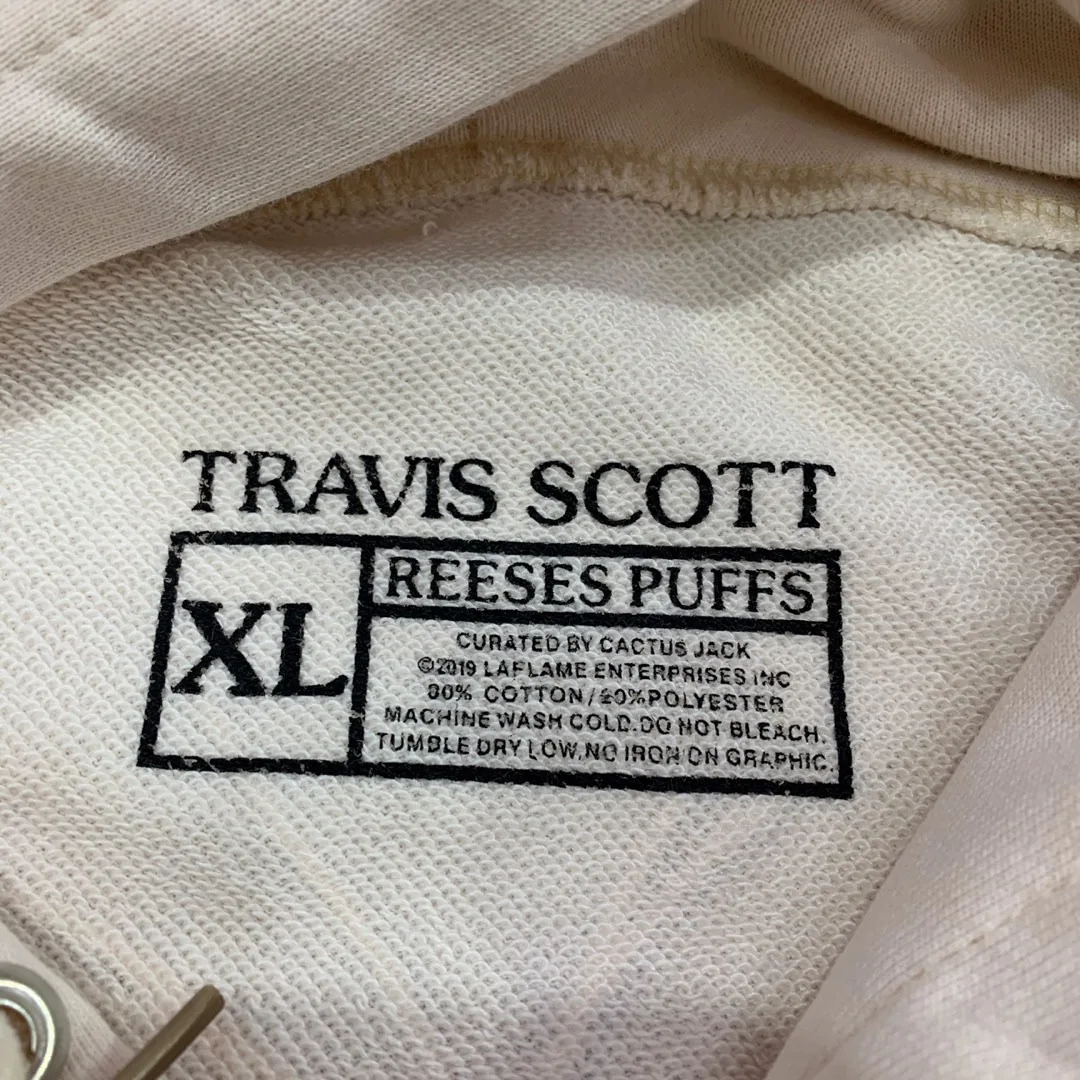 TRAVIS SCOTT
XL
REESES PUFFS
CURATED BY CACTUS JACK
©2019 LAFLAME ENTERPRISES INC
80% COTTON/20%POLYESTER
MACHINE WASH COLD.DO NOT BLEACH.
TUMBLE DRY LOW.NO IRON ON GRAPHIC.